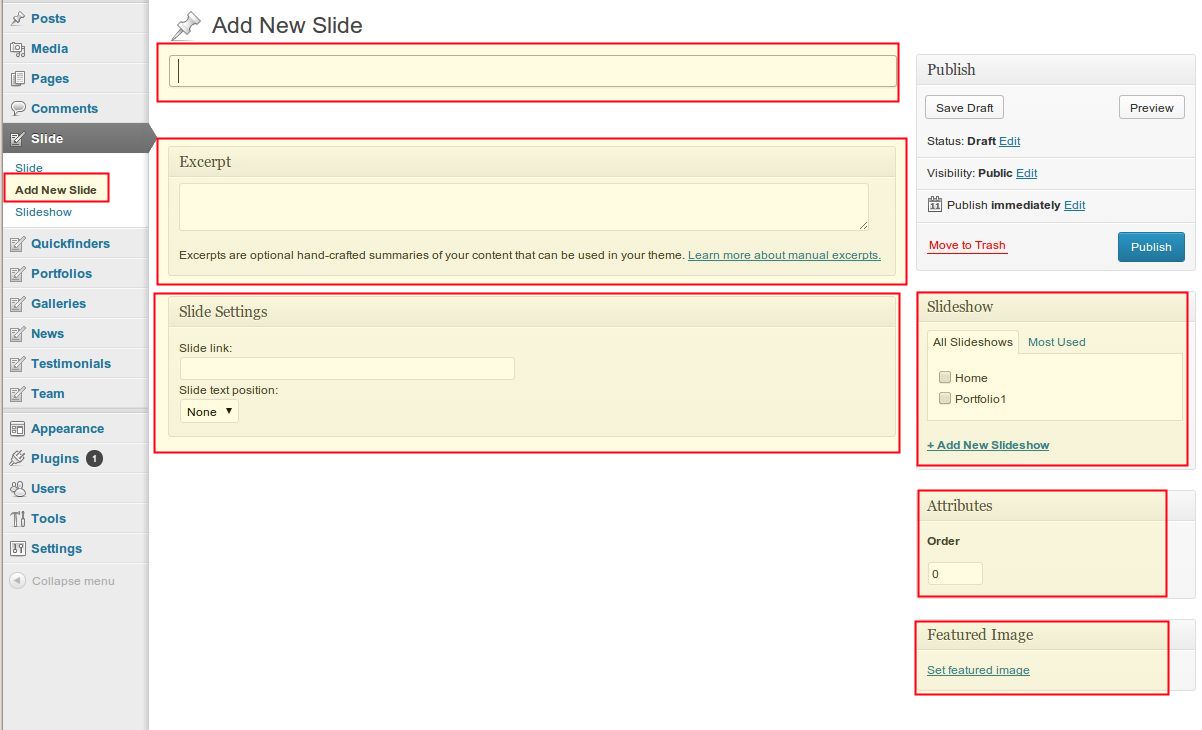 Posts
Media
Pages
Comments
Slide
Slide
Add New Slide
Slideshow
Quickfinders
Portfolios
Galleries
News
Testimonials
Team
Appearance
Plugins 1
Users
Tools
Settings
Collapse menu
Add New Slide
Excerpt
Excerpts are optional hand-crafted summaries of your content that can be used in your theme. Learn more about manual excerpts.
Slide Settings
Slide link:
Slide text position:
None
Publish
Save Draft Preview
Status: Draft Edit
Visibility: Public Edit
11 Publish immediately Edit
Move to Trash Publish
Slideshow
All Slideshows Most Used
Home
Portfolio1
+ Add New Slideshow
Attributes
Order
0
Featured Image
Set featured image